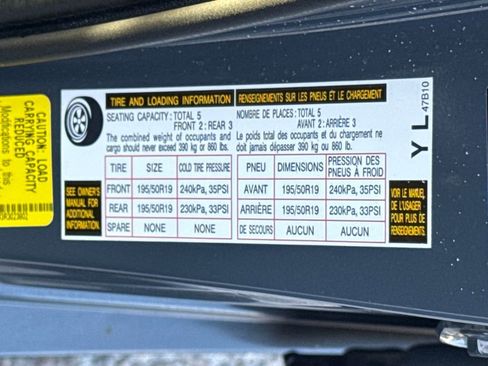 TIRE AND LOADING INFORMATION
SEATING CAPACITY: TOTAL 5
FRONT 2 : REAR 3
The combined weight of occupants and
cargo should never exceed 390 kg or 860 lbs.
RENSEIGNEMENTS SUR LES PNEUS ET LE CHARGEMENT
NOMBRE DE PLACES: TOTAL 5
AVANT 2 : ARRIÈRE 3
Le poids total des occupants et du chargement ne
doit jamais dépasser 390 kg ou 860 lb.
SEE OWNER'S
MANUAL FOR
ADDITIONAL
INFORMATION
TIRE SIZE COLD TIRE PRESSURE
FRONT 195/50R19 240kPa, 35PSI
REAR 195/50R19 230kPa, 33PSI
SPARE NONE NONE
PNEU DIMENSIONS PRESSION DES
PNEUS À FROID
AVANT 195/50R19 240kPa, 35PSI
ARRIÈRE 195/50R19 230kPa, 33PSI
DE SECOURS AUCUN AUCUN
VOIR LE MANUEL
DE L'USAGER
POUR PLUS DE
RENSEIGNEMENTS.
YL
47B10
CAUTION: LOAD
CARRYING CAPACITY
REDUCED
Modifications to this